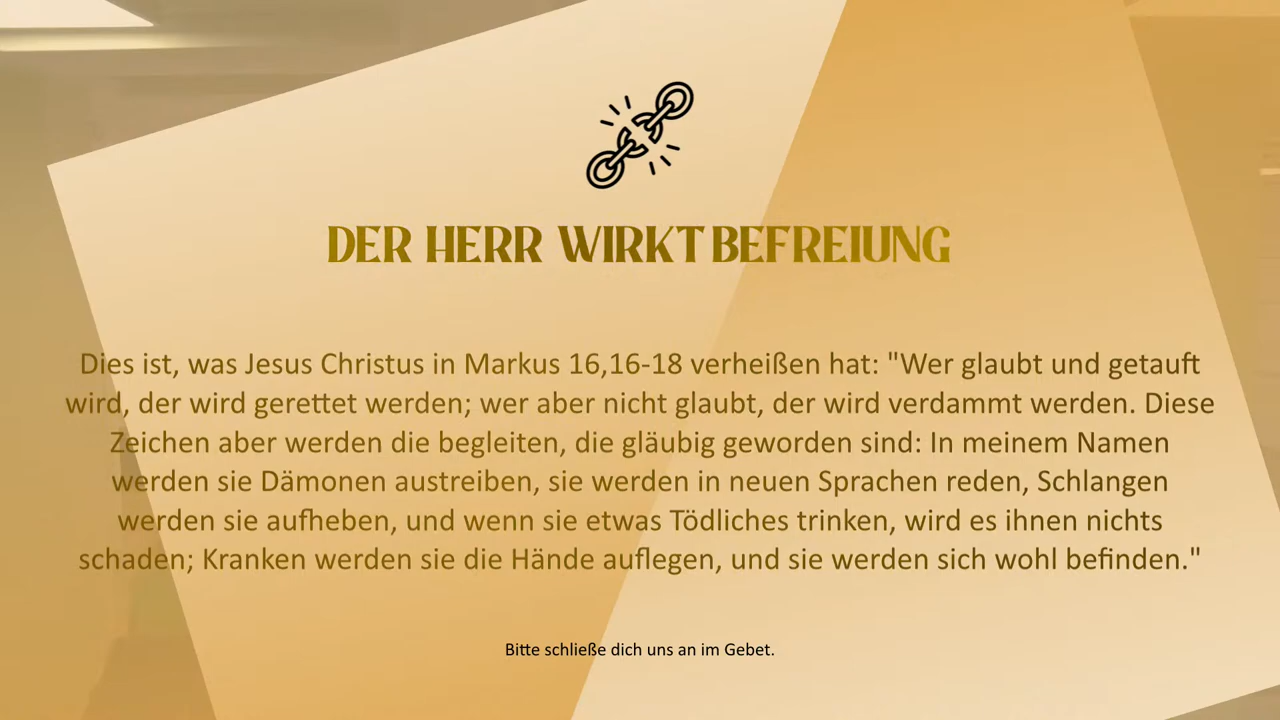 DER HERR WIRKT BEFREIUNG
Dies ist, was Jesus Christus in Markus 16,16-18 verheißen hat: "Wer glaubt und getauft
wird, der wird gerettet werden; wer aber nicht glaubt, der wird verdammt werden. Diese
Zeichen aber werden die begleiten, die gläubig geworden sind: In meinem Namen
werden sie Dämonen austreiben, sie werden in neuen Sprachen reden, Schlangen
werden sie aufheben, und wenn sie etwas Tödliches trinken, wird es ihnen nichts
schaden; Kranken werden sie die Hände auflegen, und sie werden sich wohl befinden."
Bitte schließe dich uns an im Gebet.